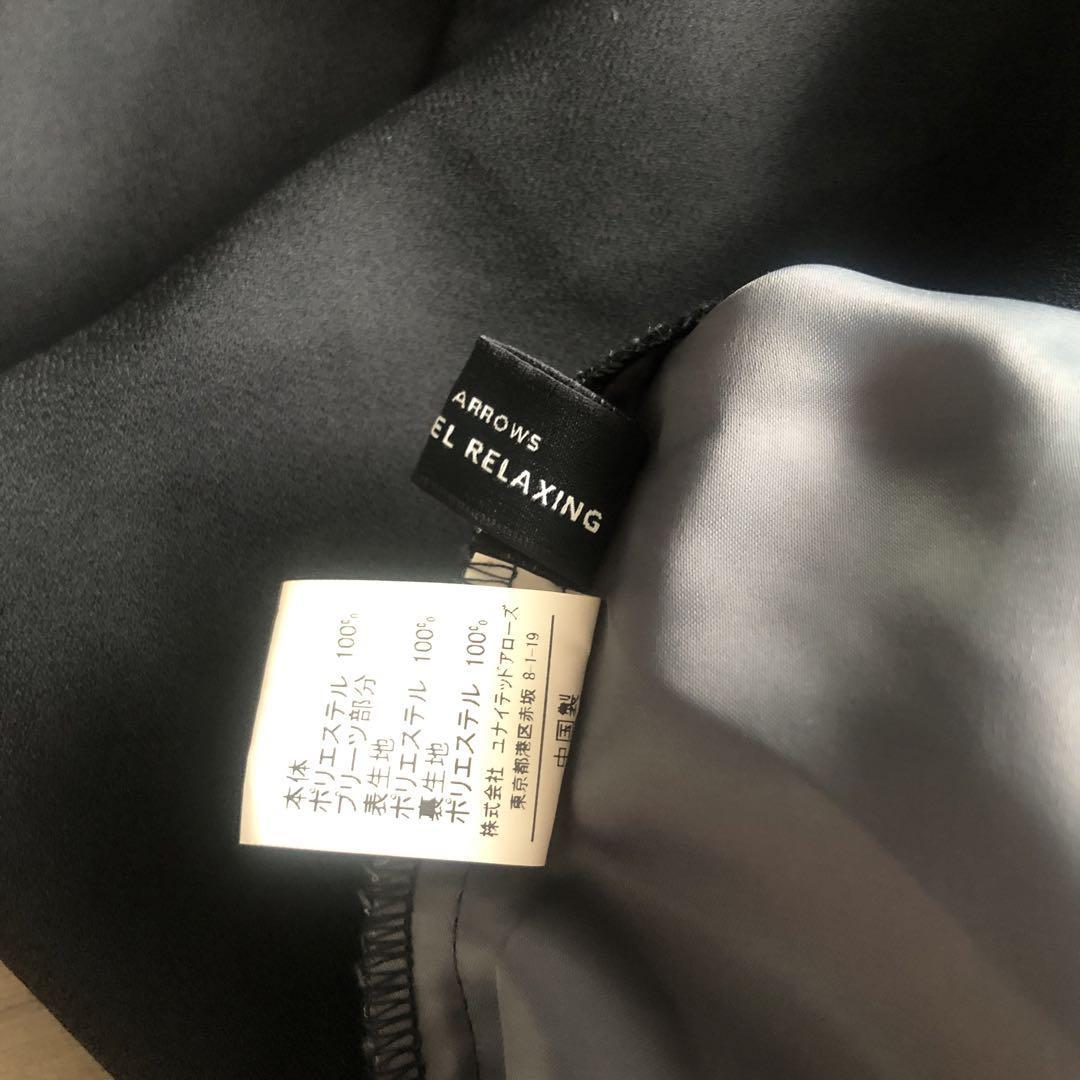 ARROWS
EL RELAXING
本体
ポリエステル 100%
プリーツ部分
表生地
ポリエステル 100%
裏生地
ポリエステル 100%
株式会社 ユナイテッドアローズ
東京都港区赤坂 8-1-19
中国製